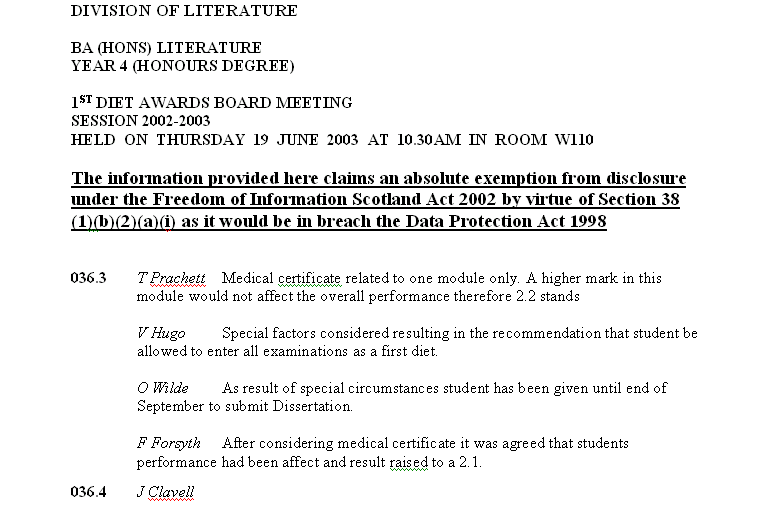 DIVISION OF LITERATURE
BA (HONS) LITERATURE
YEAR 4 (HONOURS DEGREE)
1ST DIET AWARDS BOARD MEETING
SESSION 2002-2003
HELD ON THURSDAY 19 JUNE 2003 AT 10.30AM IN ROOM W110
The information provided here claims an absolute exemption from disclosure
under the Freedom of Information Scotland Act 2002 by virtue of Section 38
(1)(b)(2)(a)(i) as it would be in breach the Data Protection Act 1998
036.3 T Prachett Medical certificate related to one module only. A higher mark in this
module would not affect the overall performance therefore 2.2 stands
V Hugo Special factors considered resulting in the recommendation that student be
allowed to enter all examinations as a first diet.
O Wilde As result of special circumstances student has been given until end of
September to submit Dissertation.
F Forsyth After considering medical certificate it was agreed that students
performance had been affect and result raised to a 2.1.
036.4 J Clavell